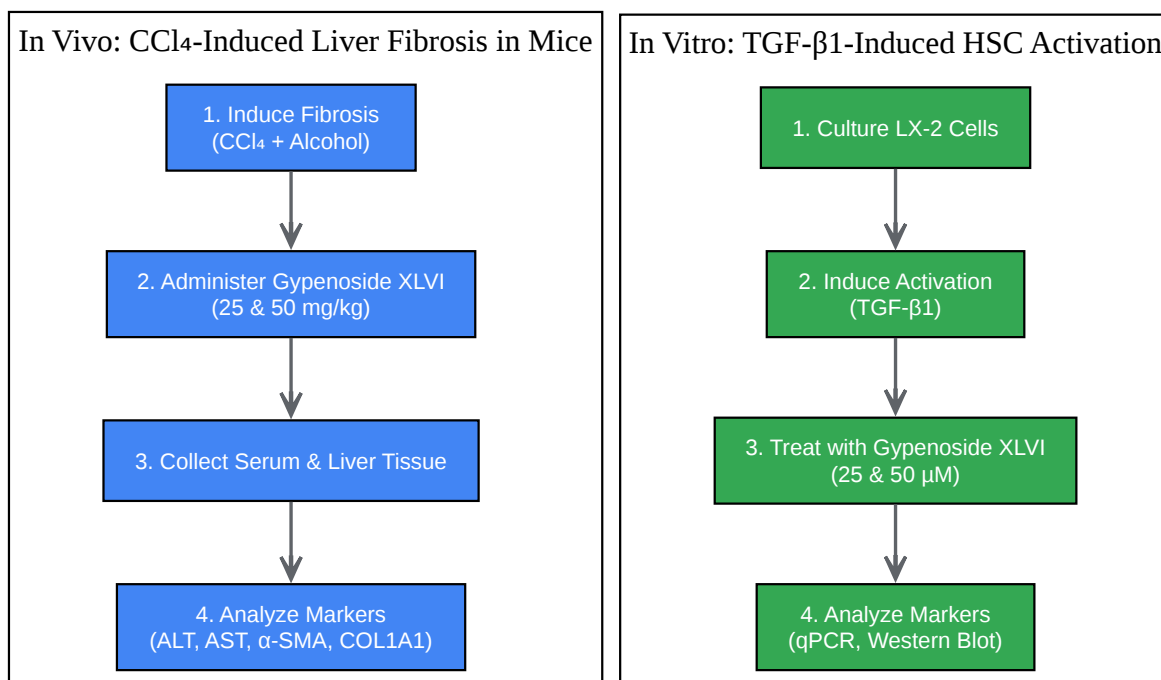 In Vivo: CCl₄-Induced Liver Fibrosis in Mice
1. Induce Fibrosis
(CCl₄ + Alcohol)
2. Administer Gypenoside XLVI
(25 & 50 mg/kg)
3. Collect Serum & Liver Tissue
4. Analyze Markers
(ALT, AST, α-SMA, COL1A1)
In Vitro: TGF-β1-Induced HSC Activation
1. Culture LX-2 Cells
2. Induce Activation
(TGF-β1)
3. Treat with Gypenoside XLVI
(25 & 50 µM)
4. Analyze Markers
(qPCR, Western Blot)